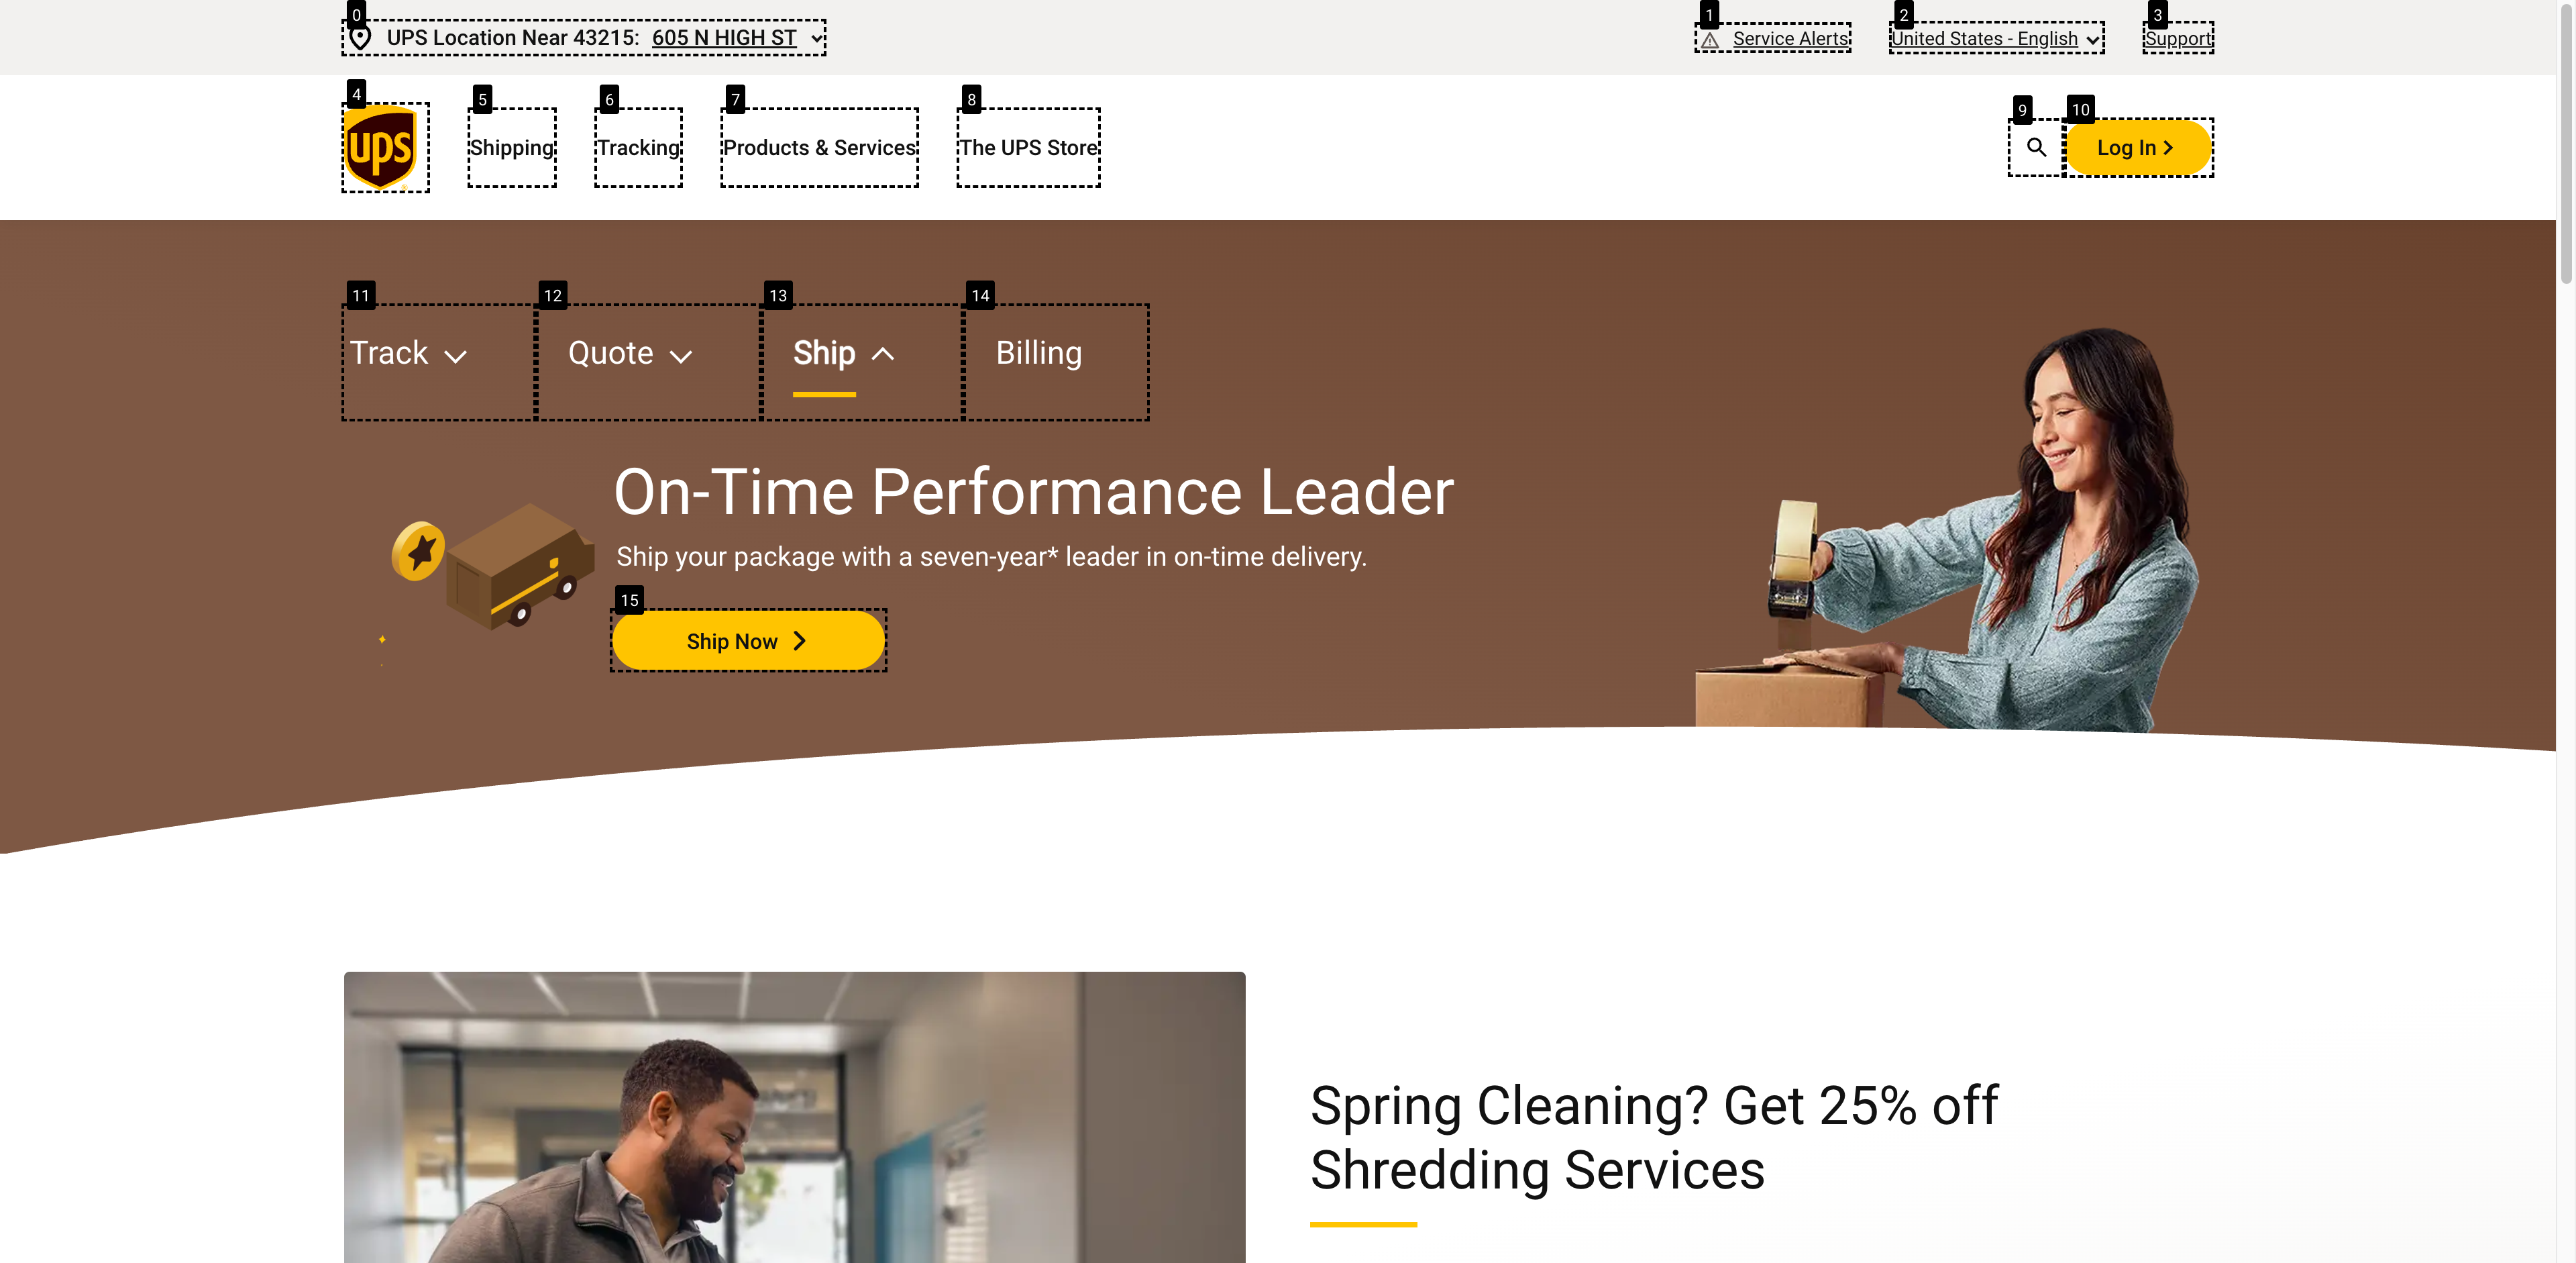 0
UPS Location Near 43215: 605 N HIGH ST
1
Service Alerts
2
United States - English
3
Support
4
ups
5
Shipping
6
Tracking
7
Products & Services
8
The UPS Store
9
10
Log In
11
Track
12
Quote
13
Ship
14
Billing
On-Time Performance Leader
Ship your package with a seven-year* leader in on-time delivery.
15
Ship Now
Spring Cleaning? Get 25% off
Shredding Services